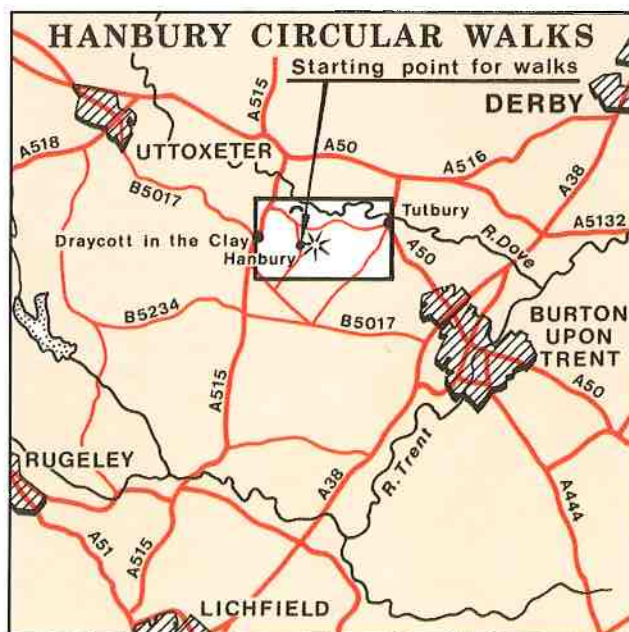 HANBURY CIRCULAR WALKS
Starting point for walks
A515
DERBY
A518
UTTOXETER
A50
A516
A38
B5017
Tutbury
A5132
Draycott in the Clay
Hanbury
A50
R. Dove
B5234
B5017
BURTON
UPON
TRENT
A515
A50
RUGELEY
A38
R. Trent
A444
A51
A515
LICHFIELD